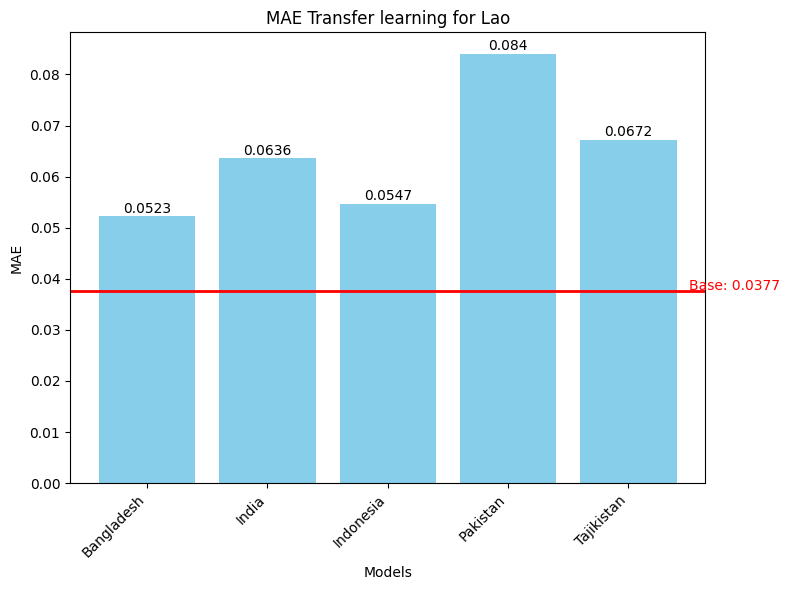 MAE Transfer learning for Lao
0.084
0.08
0.07
0.0672
0.0636
0.06
0.0547
0.0523
0.05
MAE
0.04
Base: 0.0377
0.03
0.02
0.01
0.00
Bangladesh
India
Indonesia
Pakistan
Tajikistan
Models